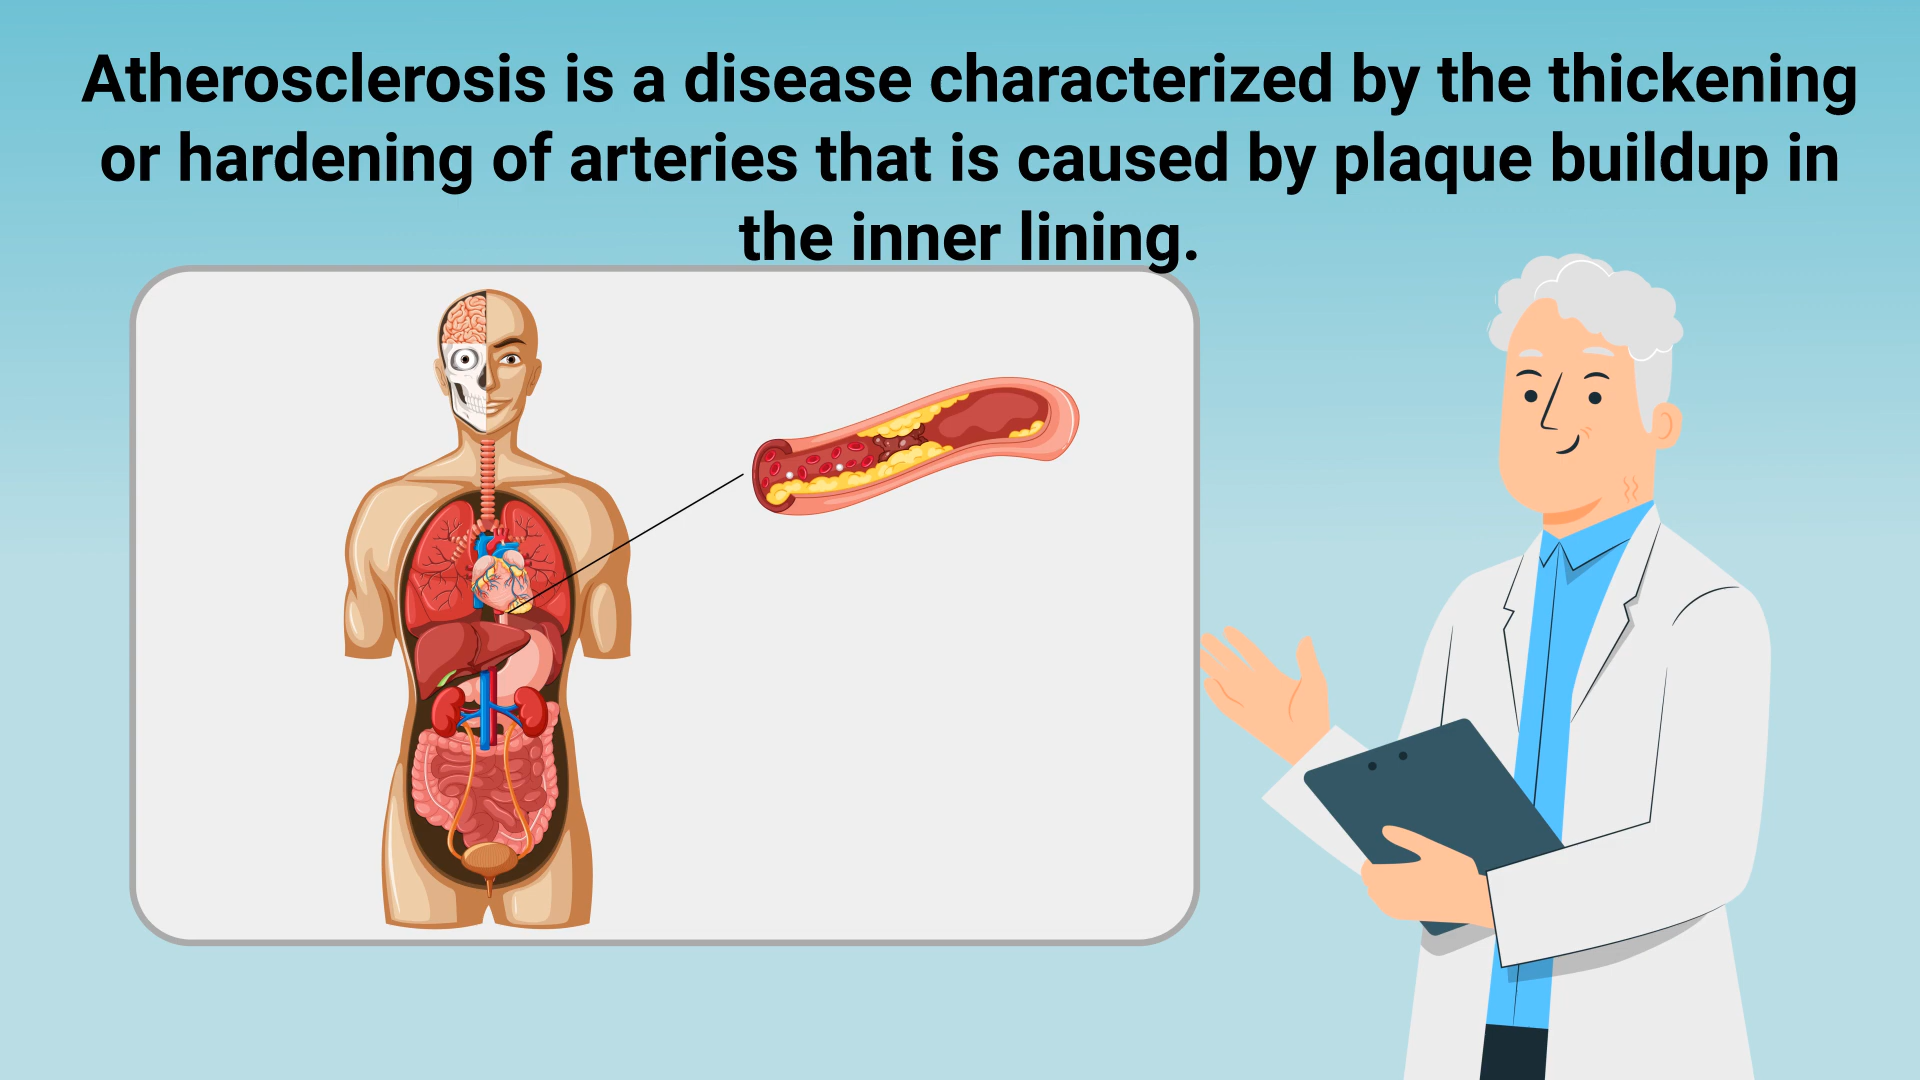 Atherosclerosis is a disease characterized by the thickening
or hardening of arteries that is caused by plaque buildup in
the inner lining.